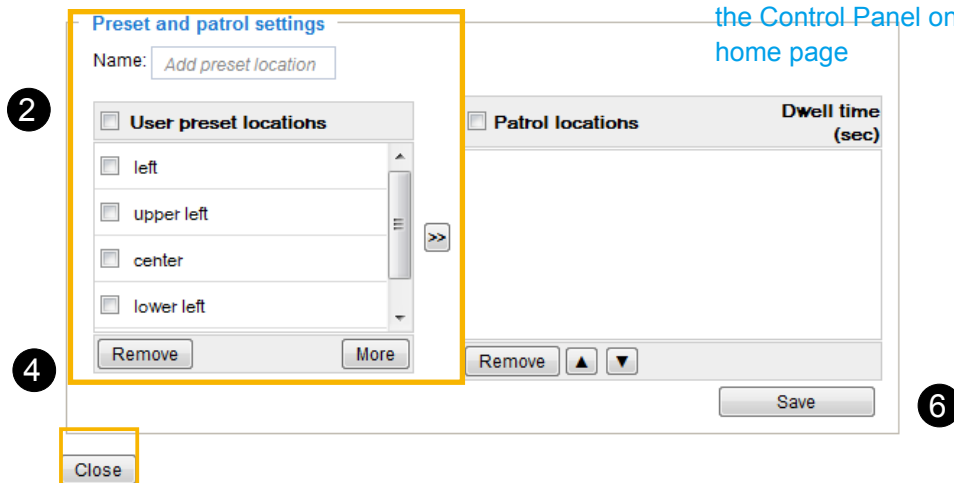 the Control Panel on
home page
Preset and patrol settings
Name: Add preset location
2
User preset locations
left
upper left
center
lower left
>>
Remove More
Patrol locations
Dwell time
(sec)
Remove ▲ ▼
4
Save
6
Close